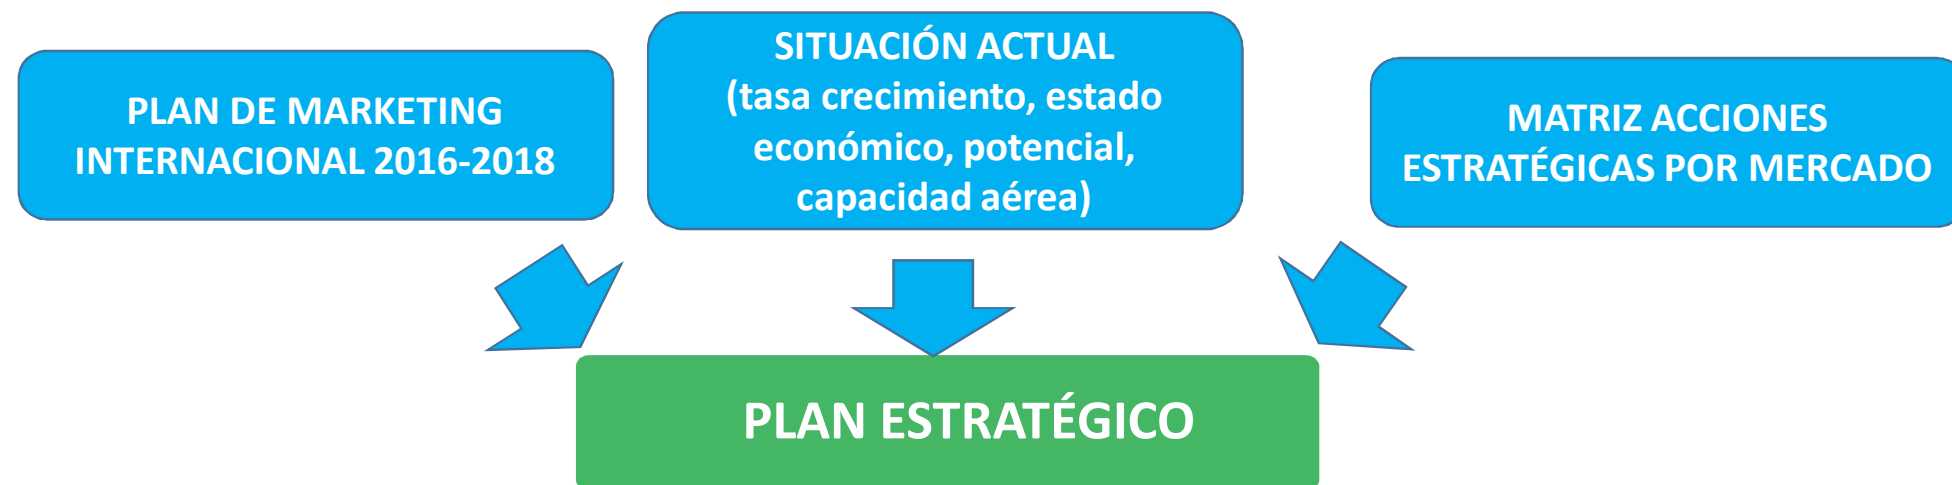 PLAN DE MARKETING
INTERNACIONAL 2016-2018
SITUACIÓN ACTUAL
(tasa crecimiento, estado
económico, potencial,
capacidad aérea)
MATRIZ ACCIONES
ESTRATÉGICAS POR MERCADO
PLAN ESTRATÉGICO